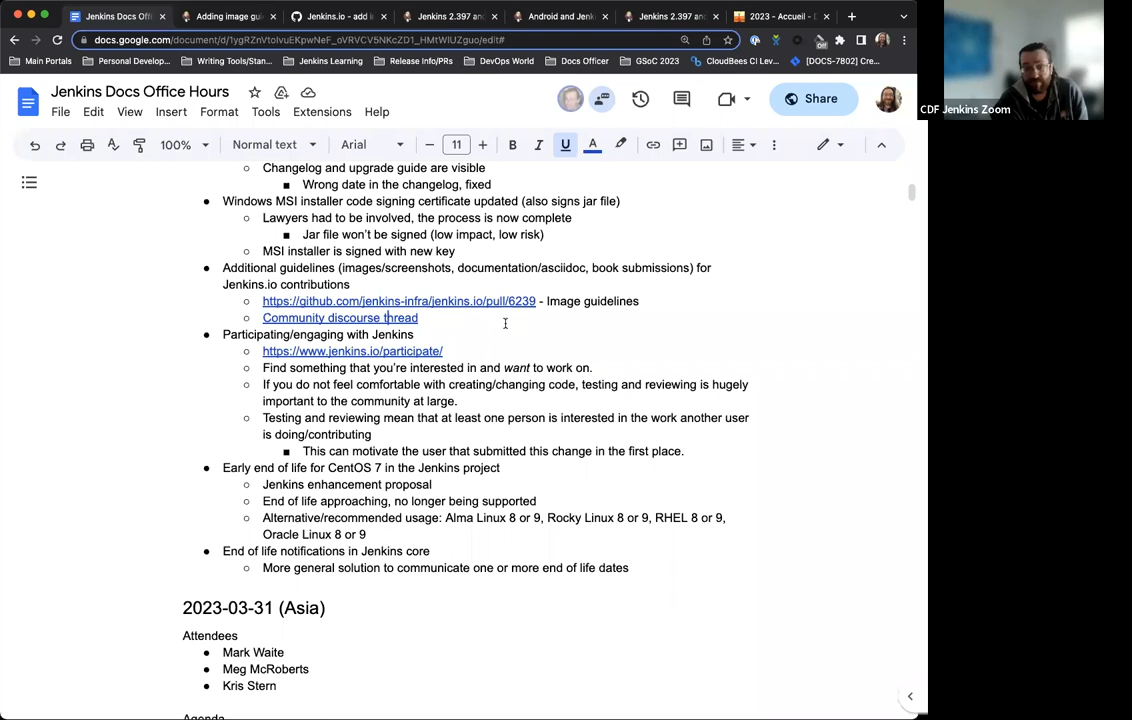 Jenkins Docs Offi
Adding image gui
Jenkins.io - add i
Jenkins 2.397 an
Android and Jenk
Jenkins 2.397 an
2023 - Accueil - D
docs.google.com/document/d/1ygRZnVtoIvuEKpwNeF_oVRVCV5NKcZD1_HMtWlUZguo/edit#
Off
Main Portals
Personal Develop...
Writing Tools/Stan...
Jenkins Learning
Release Info/PRs
DevOps World
Docs Officer
GSoC 2023
CloudBees CI Lev...
[DOCS-7802] Cre...
Jenkins Docs Office Hours
File Edit View Insert Format Tools Extensions Help
Share
100% Normal text Arial 11
Changelog and upgrade guide are visible
Wrong date in the changelog, fixed
Windows MSI installer code signing certificate updated (also signs jar file)
Lawyers had to be involved, the process is now complete
Jar file won't be signed (low impact, low risk)
MSI installer is signed with new key
Additional guidelines (images/screenshots, documentation/asciidoc, book submissions) for
Jenkins.io contributions
https://github.com/jenkins-infra/jenkins.io/pull/6239 - Image guidelines
Community discourse thread
Participating/engaging with Jenkins
https://www.jenkins.io/participate/
Find something that you're interested in and want to work on.
If you do not feel comfortable with creating/changing code, testing and reviewing is hugely
important to the community at large.
Testing and reviewing mean that at least one person is interested in the work another user
is doing/contributing
This can motivate the user that submitted this change in the first place.
Early end of life for CentOS 7 in the Jenkins project
Jenkins enhancement proposal
End of life approaching, no longer being supported
Alternative/recommended usage: Alma Linux 8 or 9, Rocky Linux 8 or 9, RHEL 8 or 9,
Oracle Linux 8 or 9
End of life notifications in Jenkins core
More general solution to communicate one or more end of life dates
2023-03-31 (Asia)
Attendees
Mark Waite
Meg McRoberts
Kris Stern
Agenda
CDF Jenkins Zoom